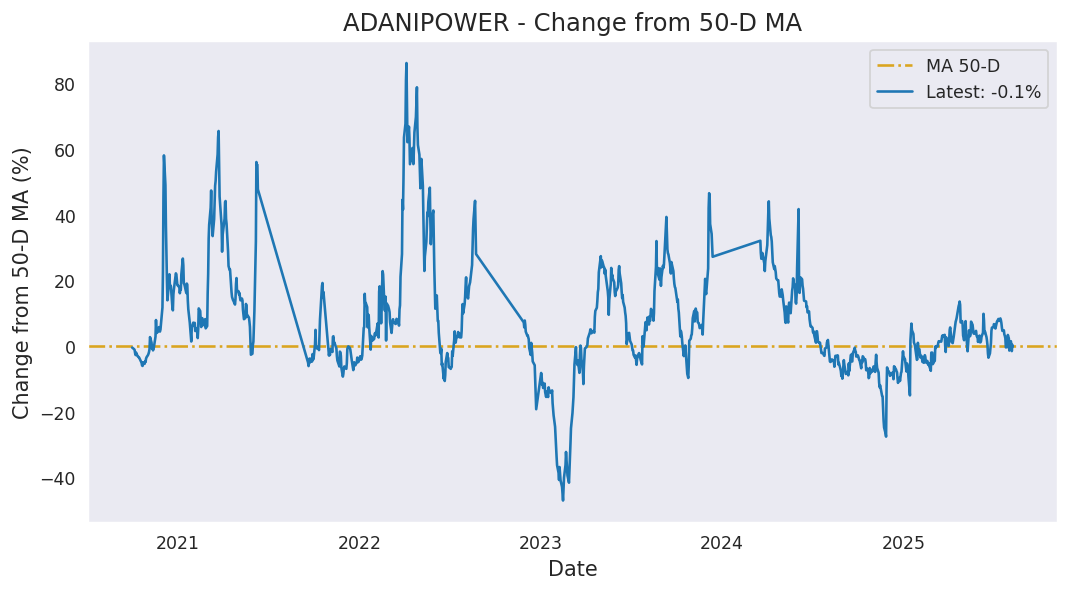 ADANIPOWER - Change from 50-D MA
MA 50-D
Latest: -0.1%
Change from 50-D MA (%)
80
60
40
20
0
−20
−40
2021
2022
2023
2024
2025
Date